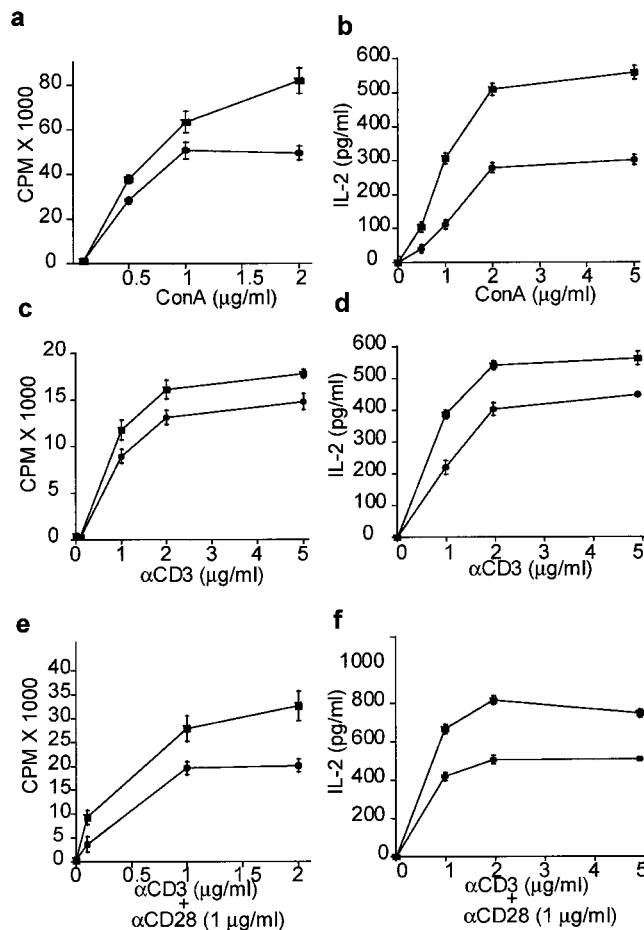 a
CPM X 1000
80
60
40
20
0
0.5 1 1.5 2
ConA (μg/ml)
b
IL-2 (pg/ml)
600
500
400
300
200
100
0
0 1 2 3 4 5
ConA (μg/ml)
c
CPM X 1000
20
15
10
5
0
0 1 2 3 4 5
αCD3 (μg/ml)
d
IL-2 (pg/ml)
600
500
400
300
200
100
0
0 1 2 3 4 5
αCD3 (μg/ml)
e
CPM X 1000
35
30
25
20
15
10
5
0
0 0.5 1 1.5 2
αCD3 (μg/ml)
+
αCD28 (1 μg/ml)
f
IL-2 (pg/ml)
1000
800
600
400
200
0
0 1 2 3 4 5
αCD3 (μg/ml)
+
αCD28 (1 μg/ml)